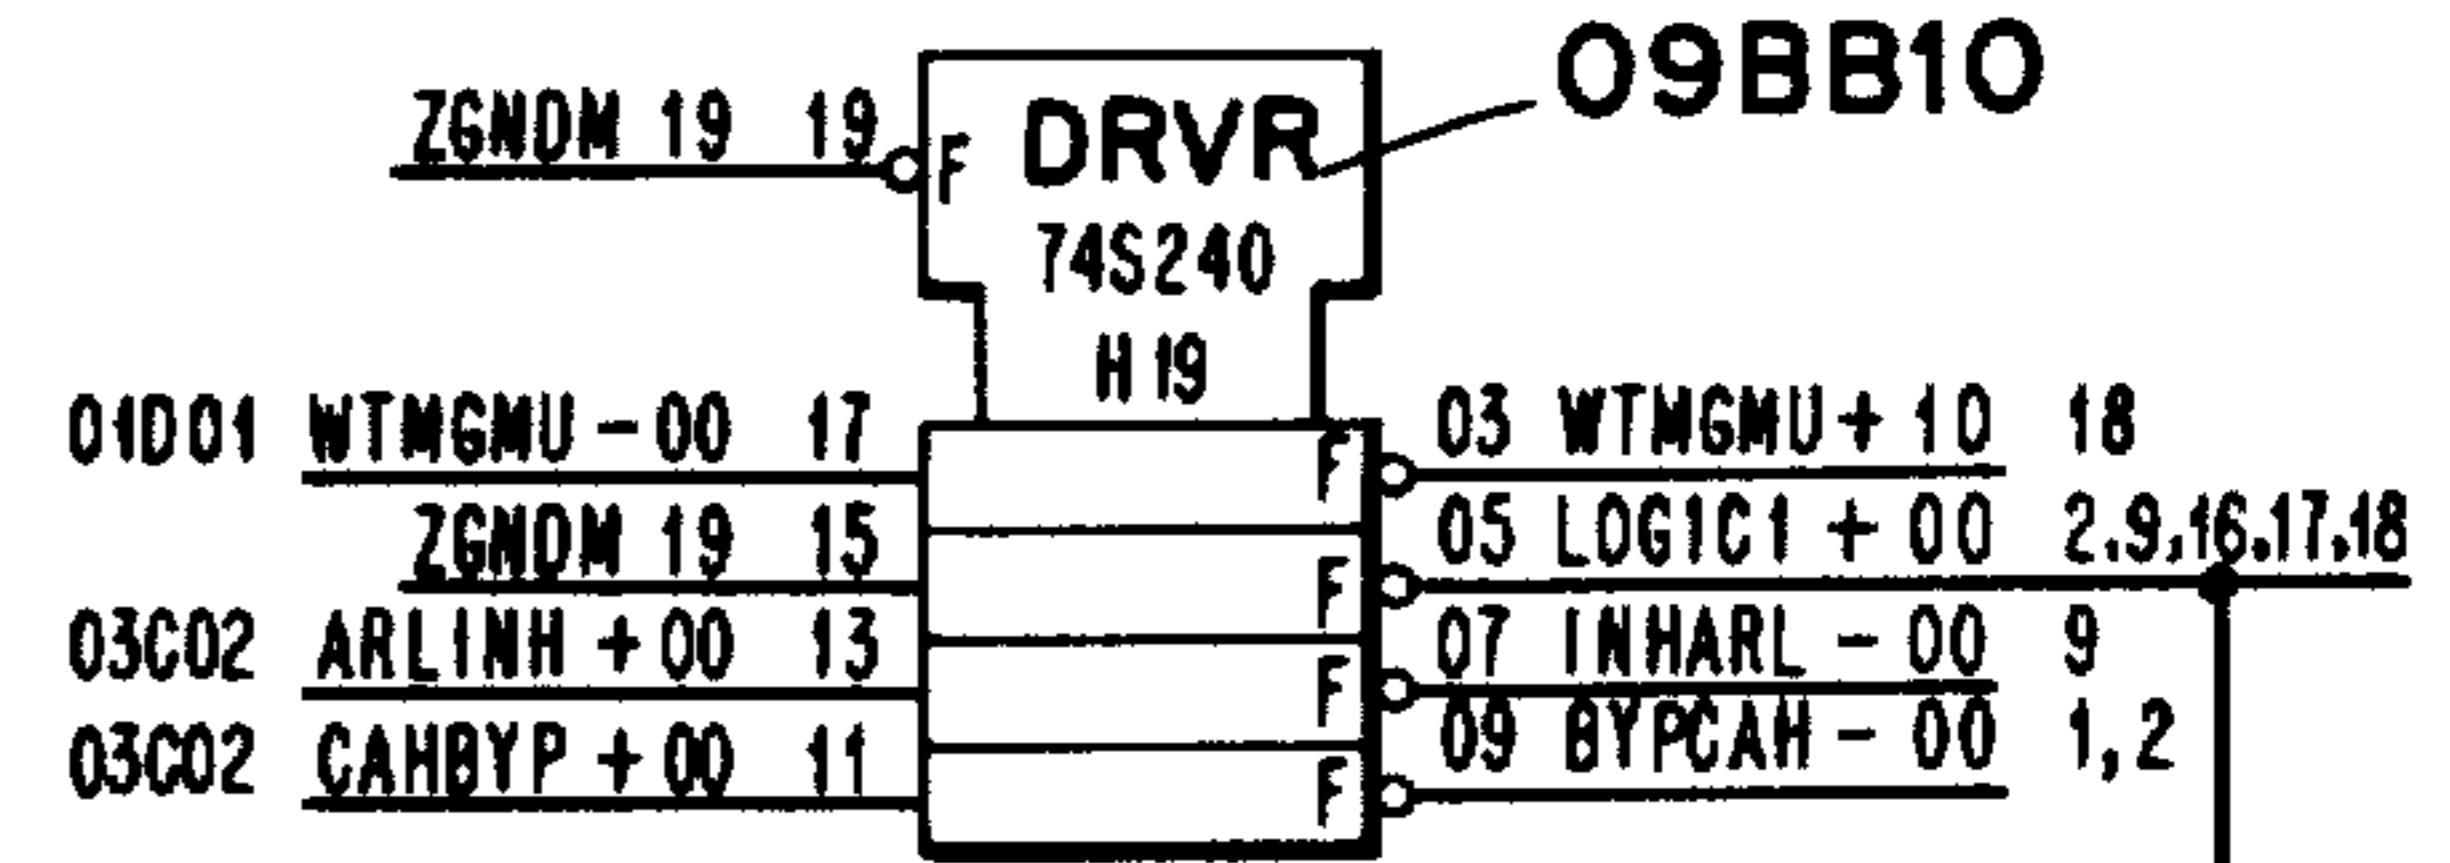 09BB10
ZGNDM 19 19 F DRVR
74S240
H19
01D01 WTMGMU-00 17 F 03 WTMGMU+10 18
ZGNDM 19 15 F 05 LOGIC1+00 2,9,16,17,18
03C02 ARLINH+00 13 F 07 INHARL-00 9
03C02 CAHBYP+00 11 F 09 BYPCAH-00 1,2